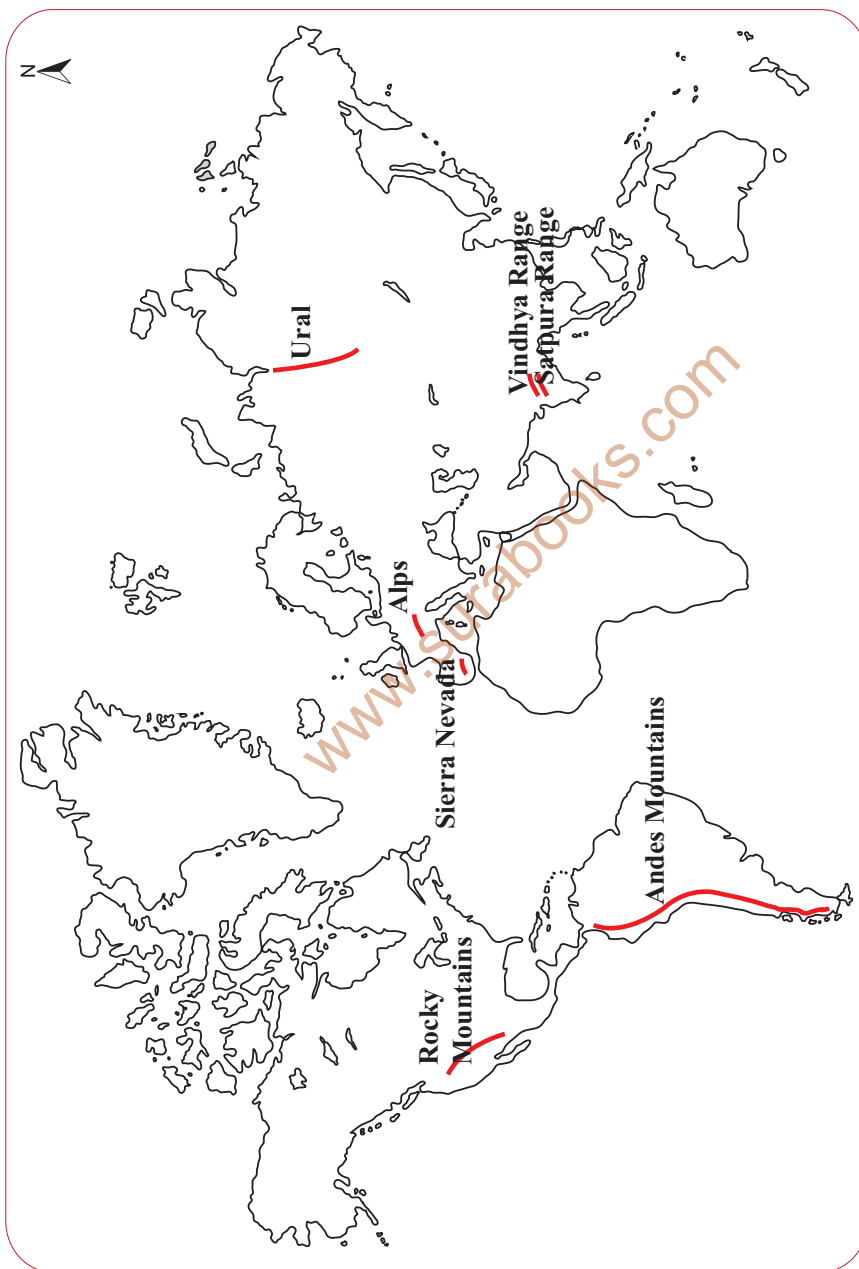 N
Ural
Vindhya Range
Satpura Range
Alps
Sierra Nevada
Rocky
Mountains
Andes Mountains
www.surabooks.com